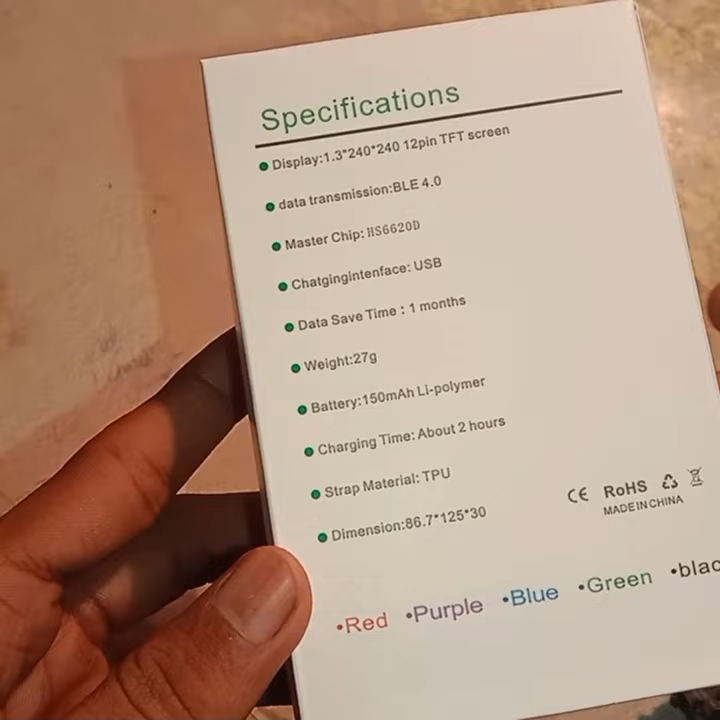 Specifications
Display:1.3"240*240 12pin TFT screen
data transmission:BLE 4.0
Master Chip: HS6620D
Chatgingintenface: USB
Data Save Time : 1 months
Weight:27g
Battery:150mAh Li-polymer
Charging Time: About 2 hours
Strap Material: TPU
Dimension:86.7*125*30
CE RoHS
MADE IN CHINA
•Red •Purple •Blue •Green •blac